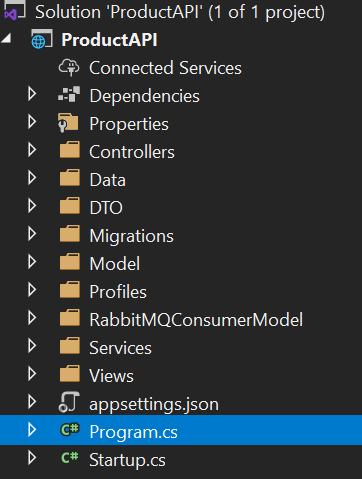 Solution 'ProductAPI' (1 of 1 project)
ProductAPI
Connected Services
Dependencies
Properties
Controllers
Data
DTO
Migrations
Model
Profiles
RabbitMQConsumerModel
Services
Views
appsettings.json
C# Program.cs
C# Startup.cs